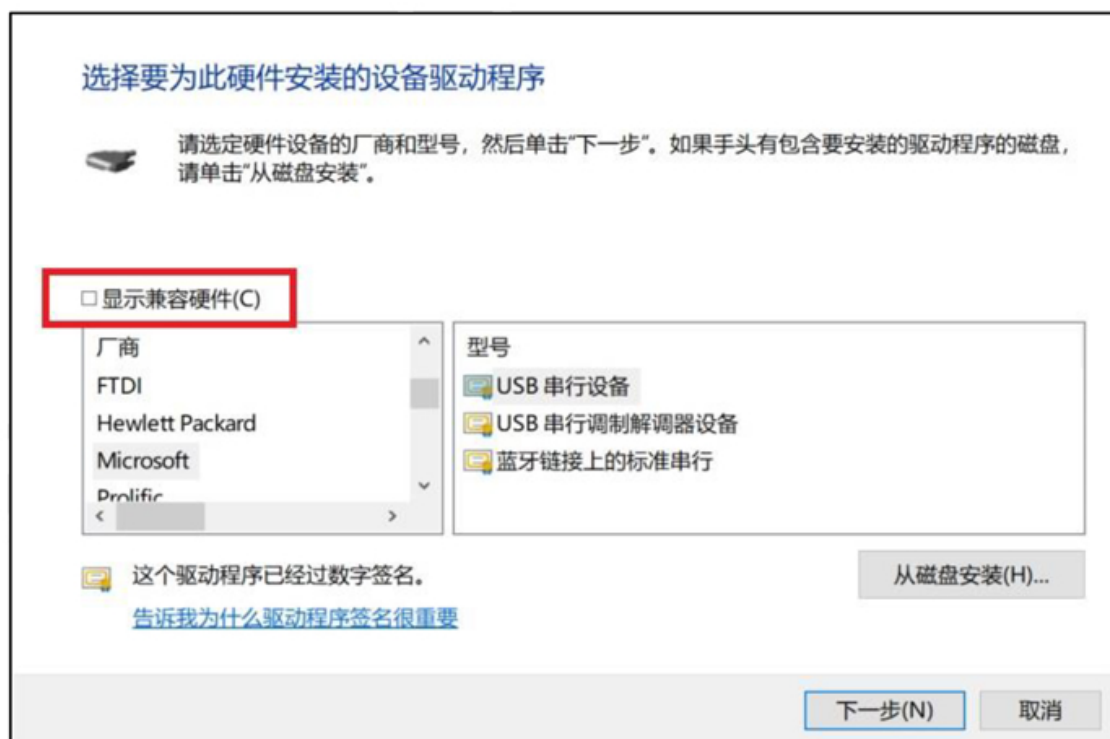 选择要为此硬件安装的设备驱动程序
请选定硬件设备的厂商和型号，然后单击“下一步”。如果手头有包含要安装的驱动程序的磁盘，
请单击“从磁盘安装”。
显示兼容硬件(C)
厂商
FTDI
Hewlett Packard
Microsoft
Prolific
型号
USB 串行设备
USB 串行调制解调器设备
蓝牙链接上的标准串行
这个驱动程序已经过数字签名。
告诉我为什么驱动程序签名很重要
从磁盘安装(H)...
下一步(N)
取消